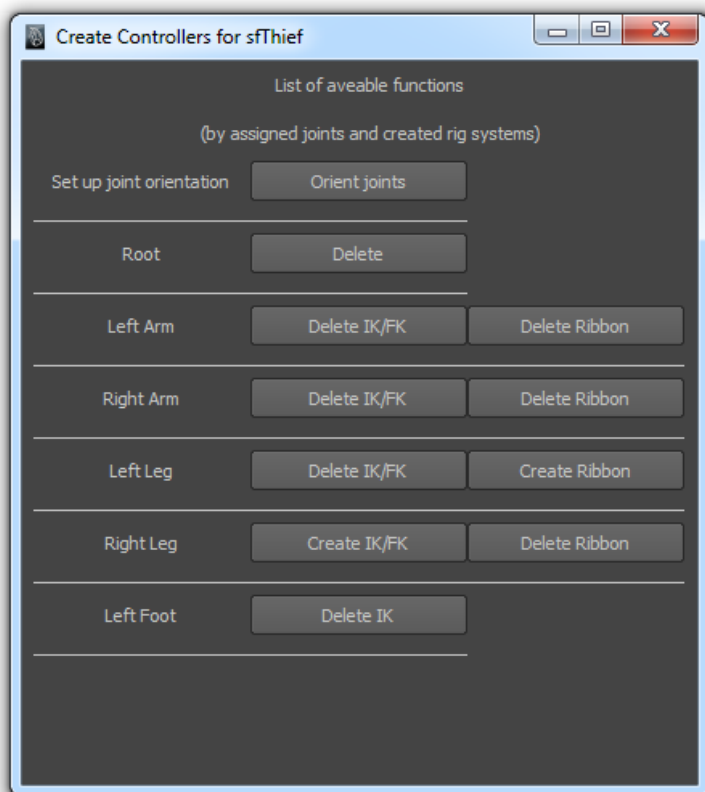 Create Controllers for sfThief
List of aveable functions
(by assigned joints and created rig systems)
Set up joint orientation Orient joints
Root Delete
Left Arm Delete IK/FK Delete Ribbon
Right Arm Delete IK/FK Delete Ribbon
Left Leg Delete IK/FK Create Ribbon
Right Leg Create IK/FK Delete Ribbon
Left Foot Delete IK